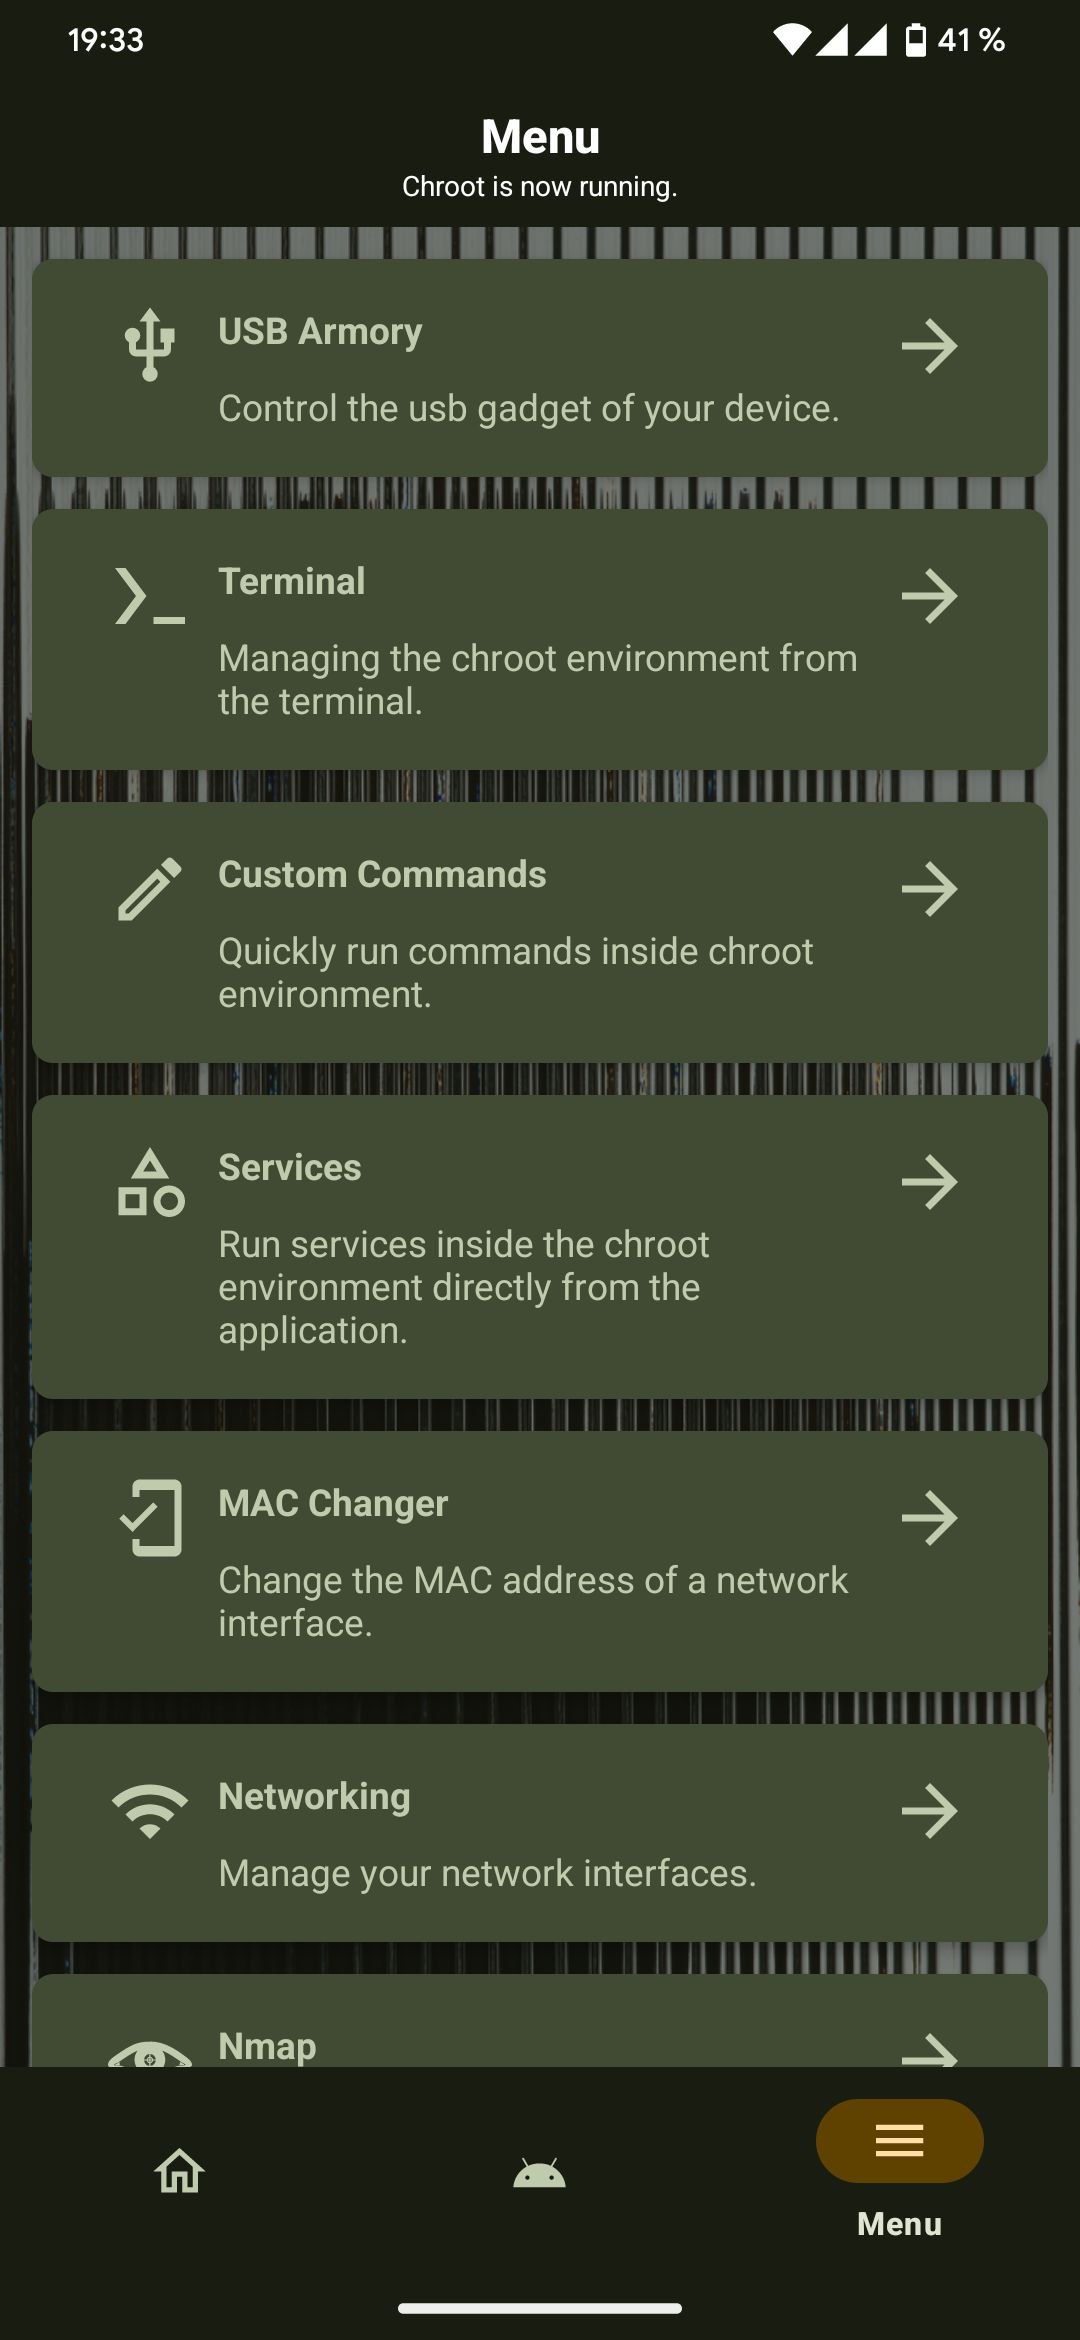 19:33
41 %
Menu
Chroot is now running.
USB Armory
Control the usb gadget of your device.
Terminal
Managing the chroot environment from
the terminal.
Custom Commands
Quickly run commands inside chroot
environment.
Services
Run services inside the chroot
environment directly from the
application.
MAC Changer
Change the MAC address of a network
interface.
Networking
Manage your network interfaces.
Nmap
Menu